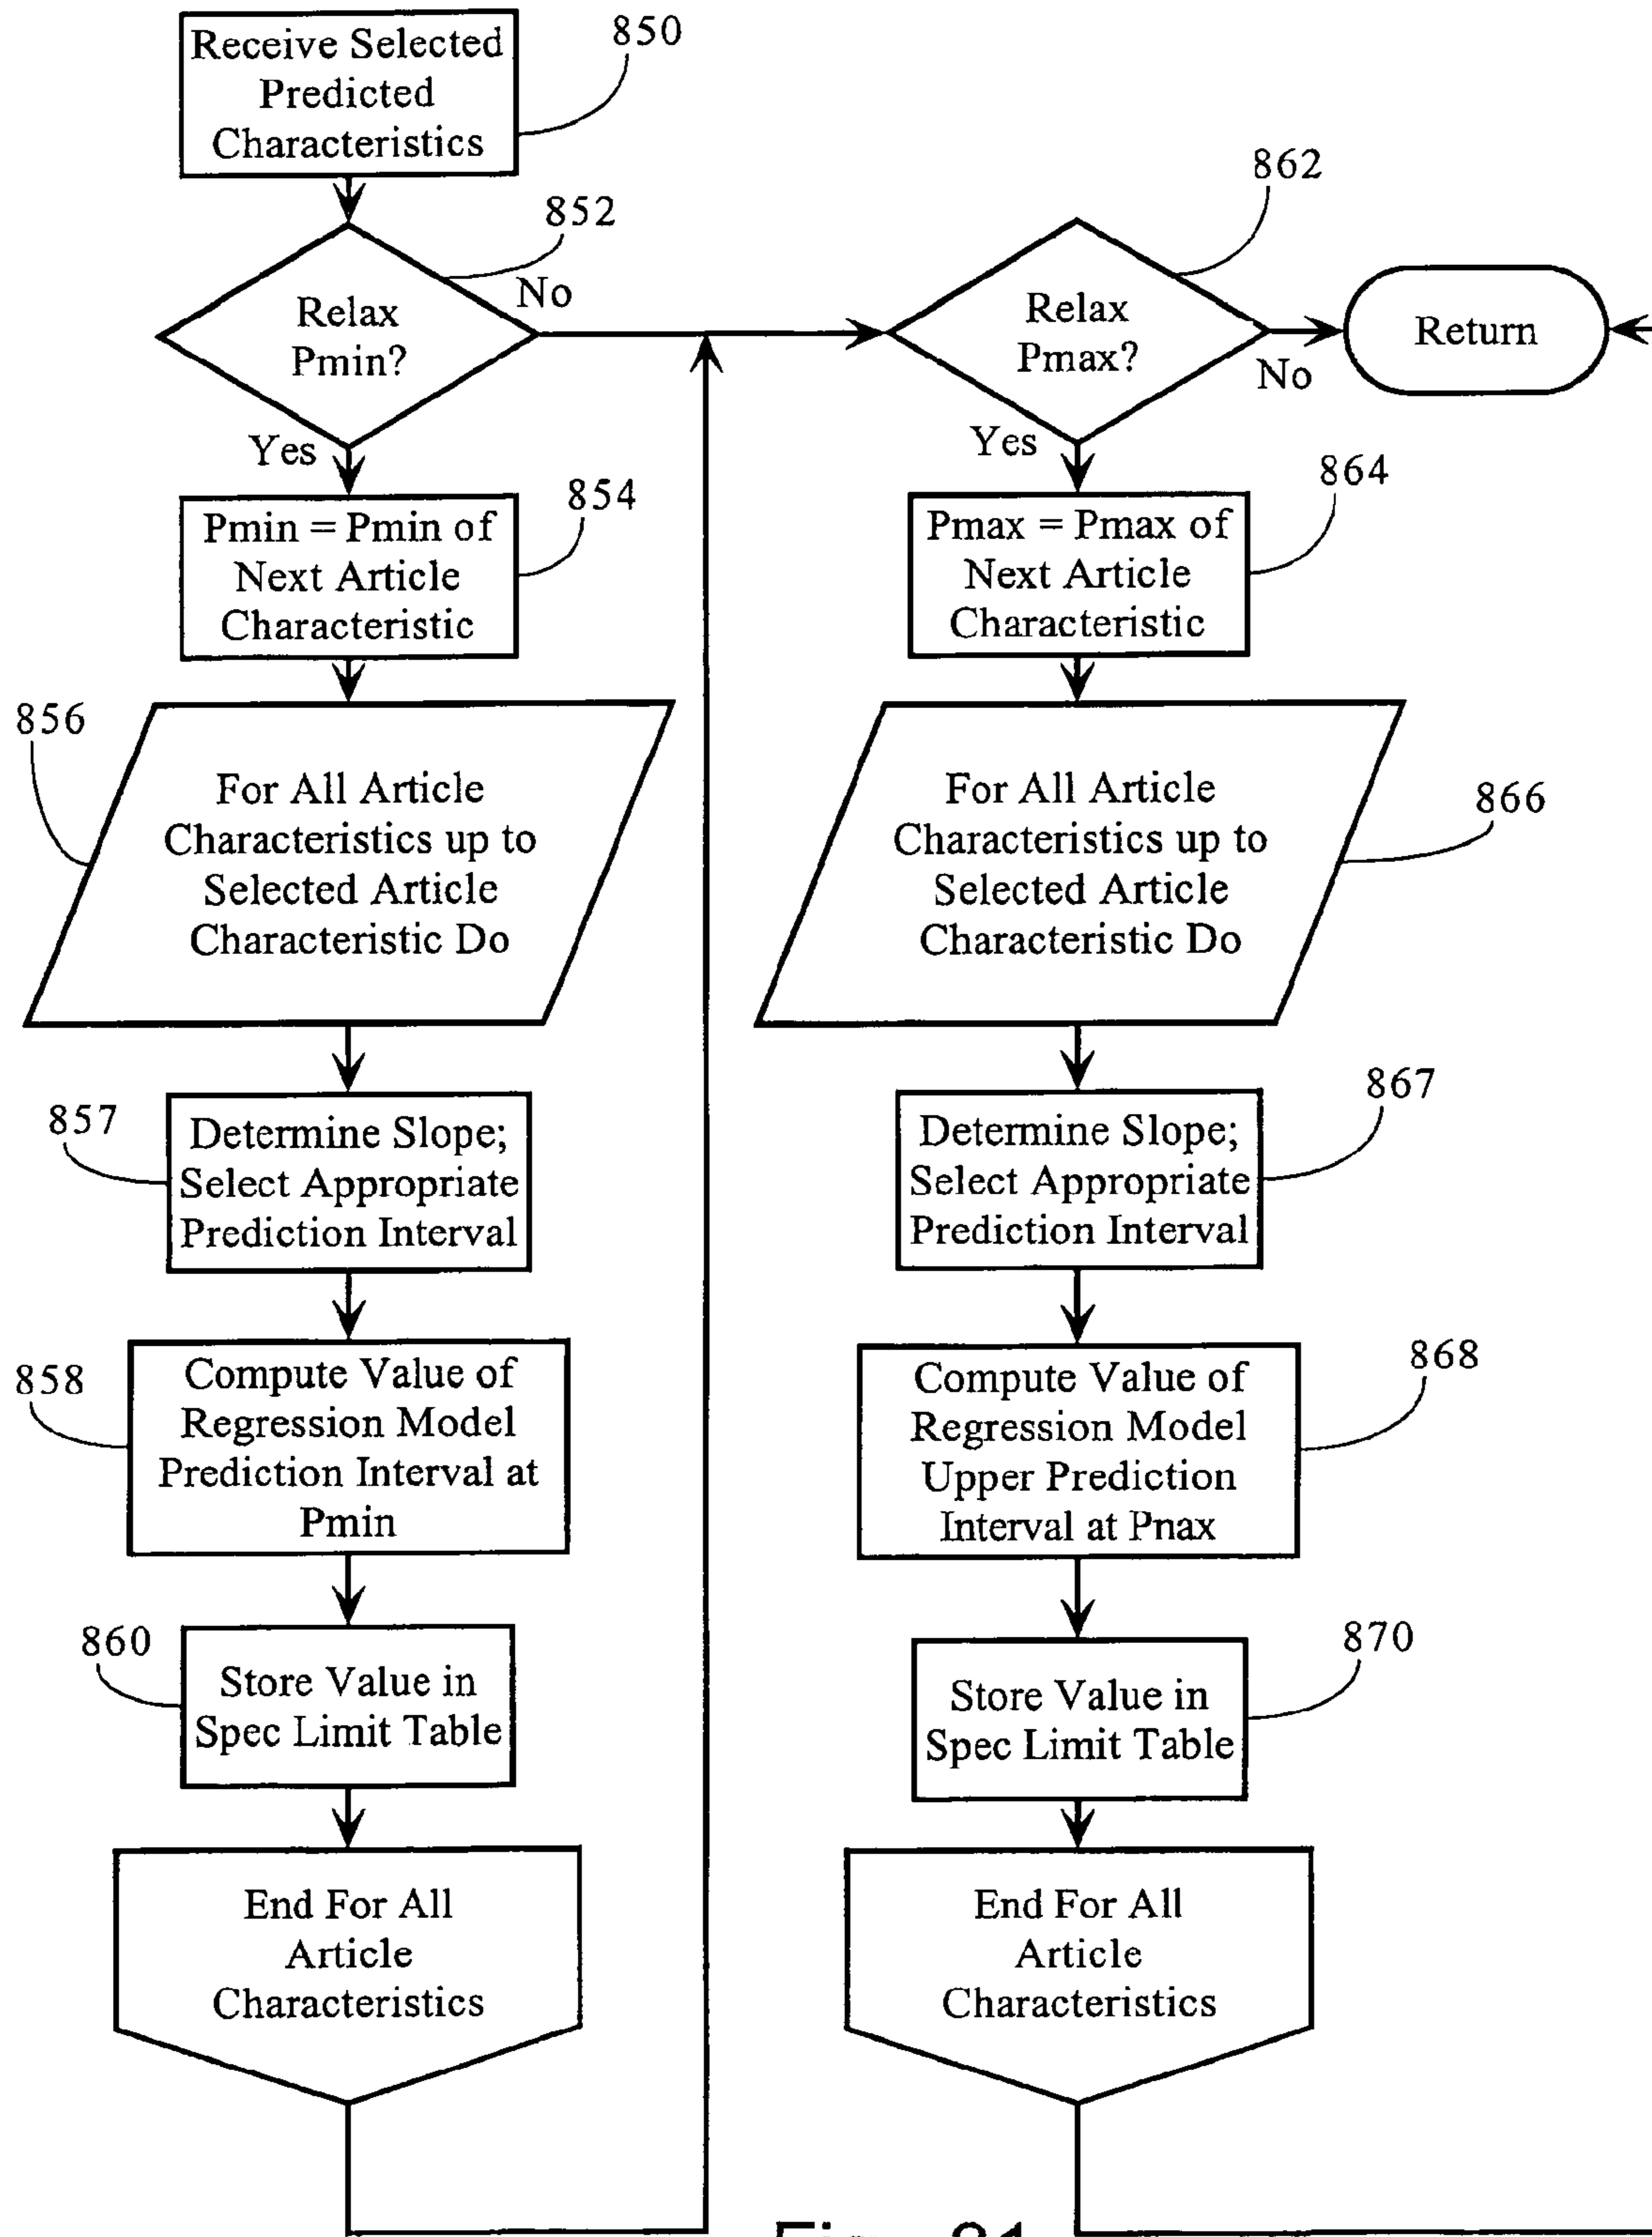 Receive Selected
Predicted
Characteristics
850
852
Relax
Pmin?
No
Yes
Pmin = Pmin of
Next Article
Characteristic
854
856
For All Article
Characteristics up to
Selected Article
Characteristic Do
857
Determine Slope;
Select Appropriate
Prediction Interval
858
Compute Value of
Regression Model
Prediction Interval at
Pmin
860
Store Value in
Spec Limit Table
End For All
Article
Characteristics
862
Relax
Pmax?
No
Return
Yes
864
Pmax = Pmax of
Next Article
Characteristic
866
For All Article
Characteristics up to
Selected Article
Characteristic Do
867
Determine Slope;
Select Appropriate
Prediction Interval
868
Compute Value of
Regression Model
Upper Prediction
Interval at Pnax
870
Store Value in
Spec Limit Table
End For All
Article
Characteristics